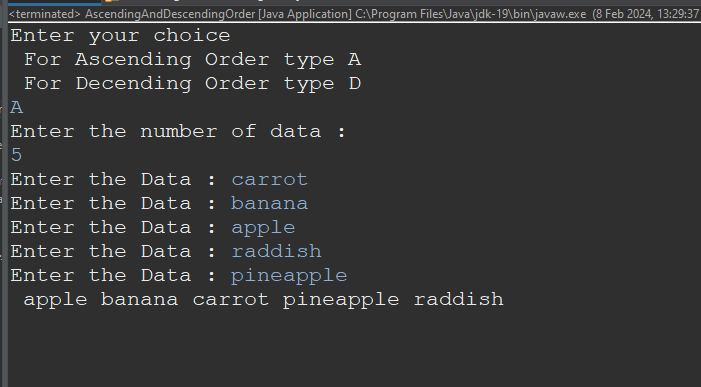 <terminated> AscendingAndDescendingOrder [Java Application] C:\Program Files\Java\jdk-19\bin\javaw.exe (8 Feb 2024, 13:29:37
Enter your choice
 For Ascending Order type A
 For Decending Order type D
A
Enter the number of data :
5
Enter the Data : carrot
Enter the Data : banana
Enter the Data : apple
Enter the Data : raddish
Enter the Data : pineapple
 apple banana carrot pineapple raddish